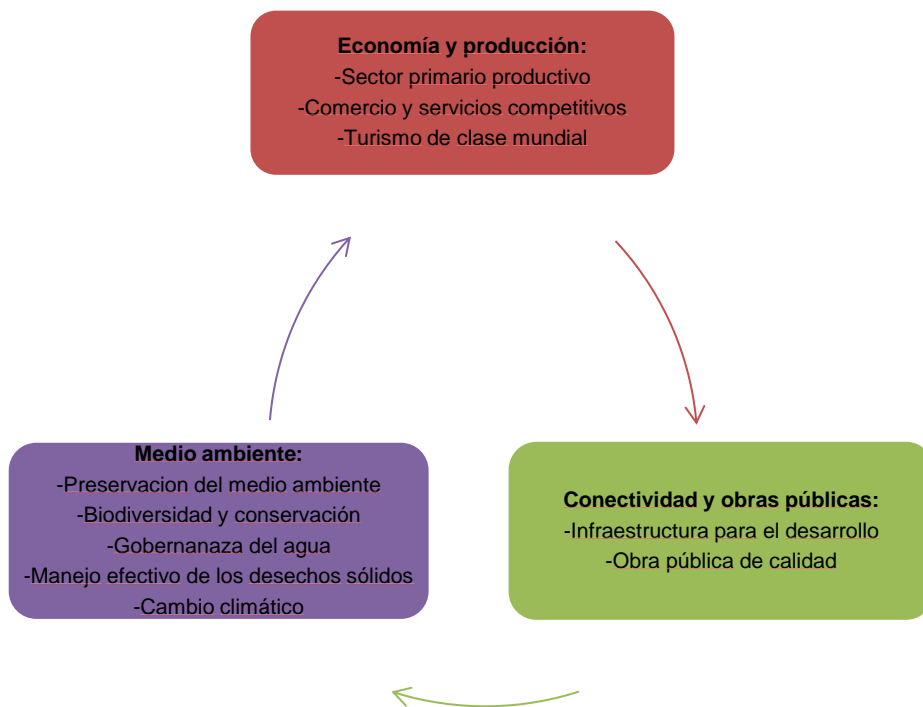 Economía y producción:
-Sector primario productivo
-Comercio y servicios competitivos
-Turismo de clase mundial
Medio ambiente:
-Preservacion del medio ambiente
-Biodiversidad y conservación
-Gobernanaza del agua
-Manejo efectivo de los desechos sólidos
-Cambio climático
Conectividad y obras públicas:
-Infraestructura para el desarrollo
-Obra pública de calidad